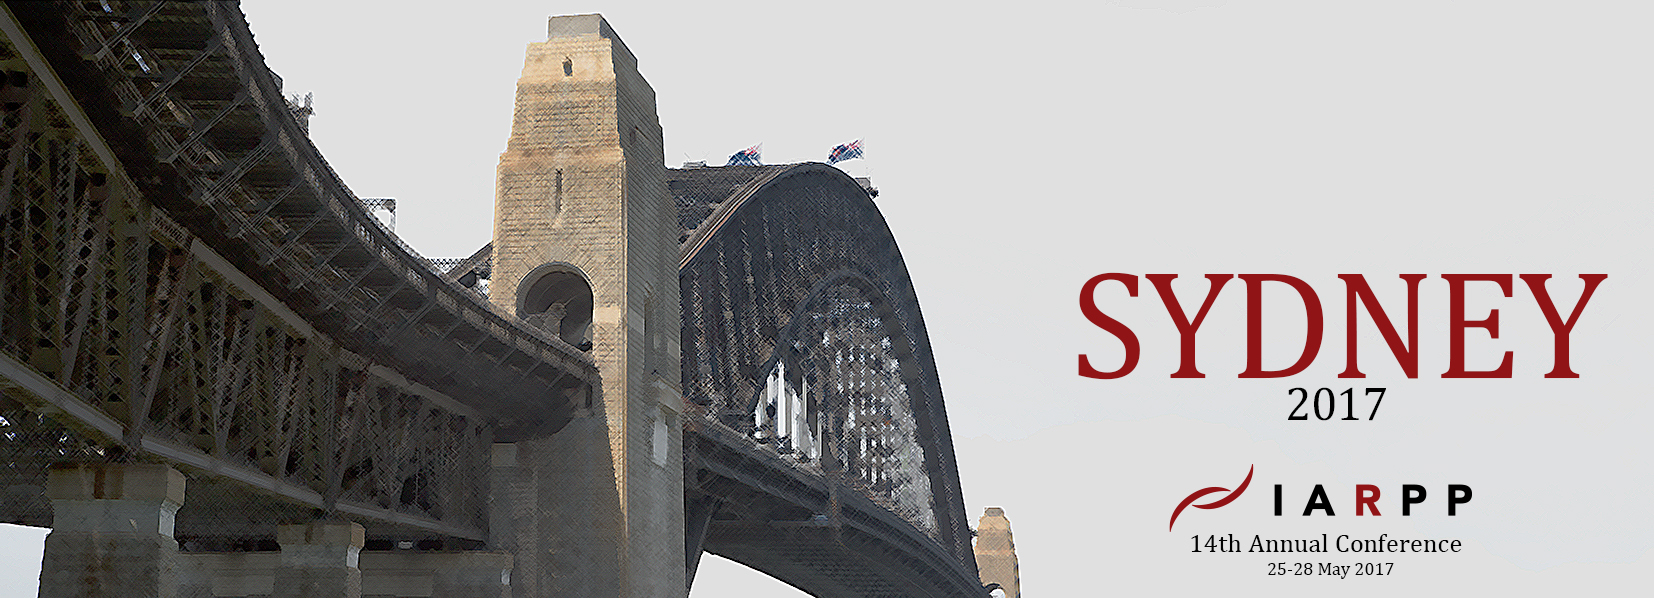 SYDNEY
2017
IARPP
14th Annual Conference
25-28 May 2017